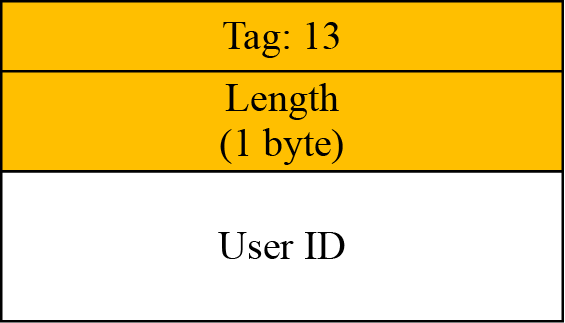 Tag: 13
Length
(1 byte)
User ID